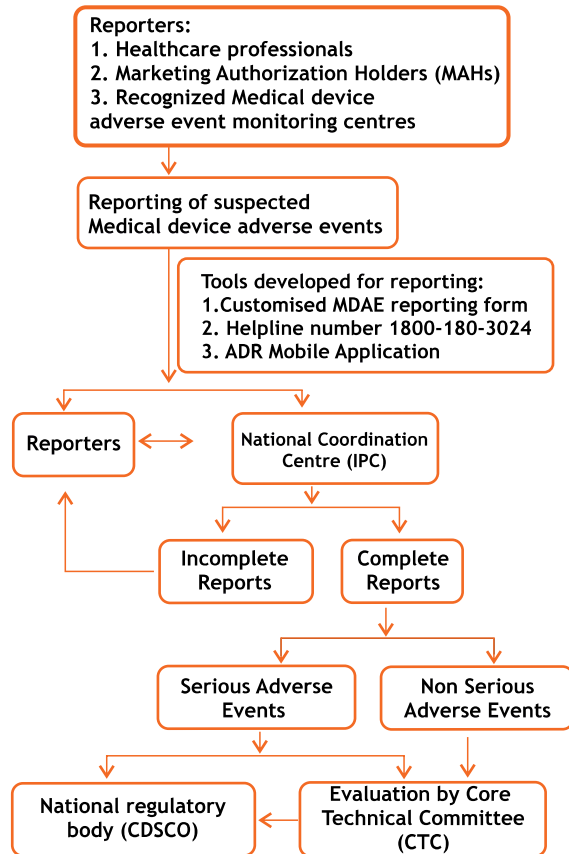 Reporters:
1. Healthcare professionals
2. Marketing Authorization Holders (MAHs)
3. Recognized Medical device
adverse event monitoring centres
Reporting of suspected
Medical device adverse events
Tools developed for reporting:
1.Customised MDAE reporting form
2. Helpline number 1800-180-3024
3. ADR Mobile Application
Reporters
National Coordination
Centre (IPC)
Incomplete
Reports
Complete
Reports
Serious Adverse
Events
Non Serious
Adverse Events
National regulatory
body (CDSCO)
Evaluation by Core
Technical Committee
(CTC)